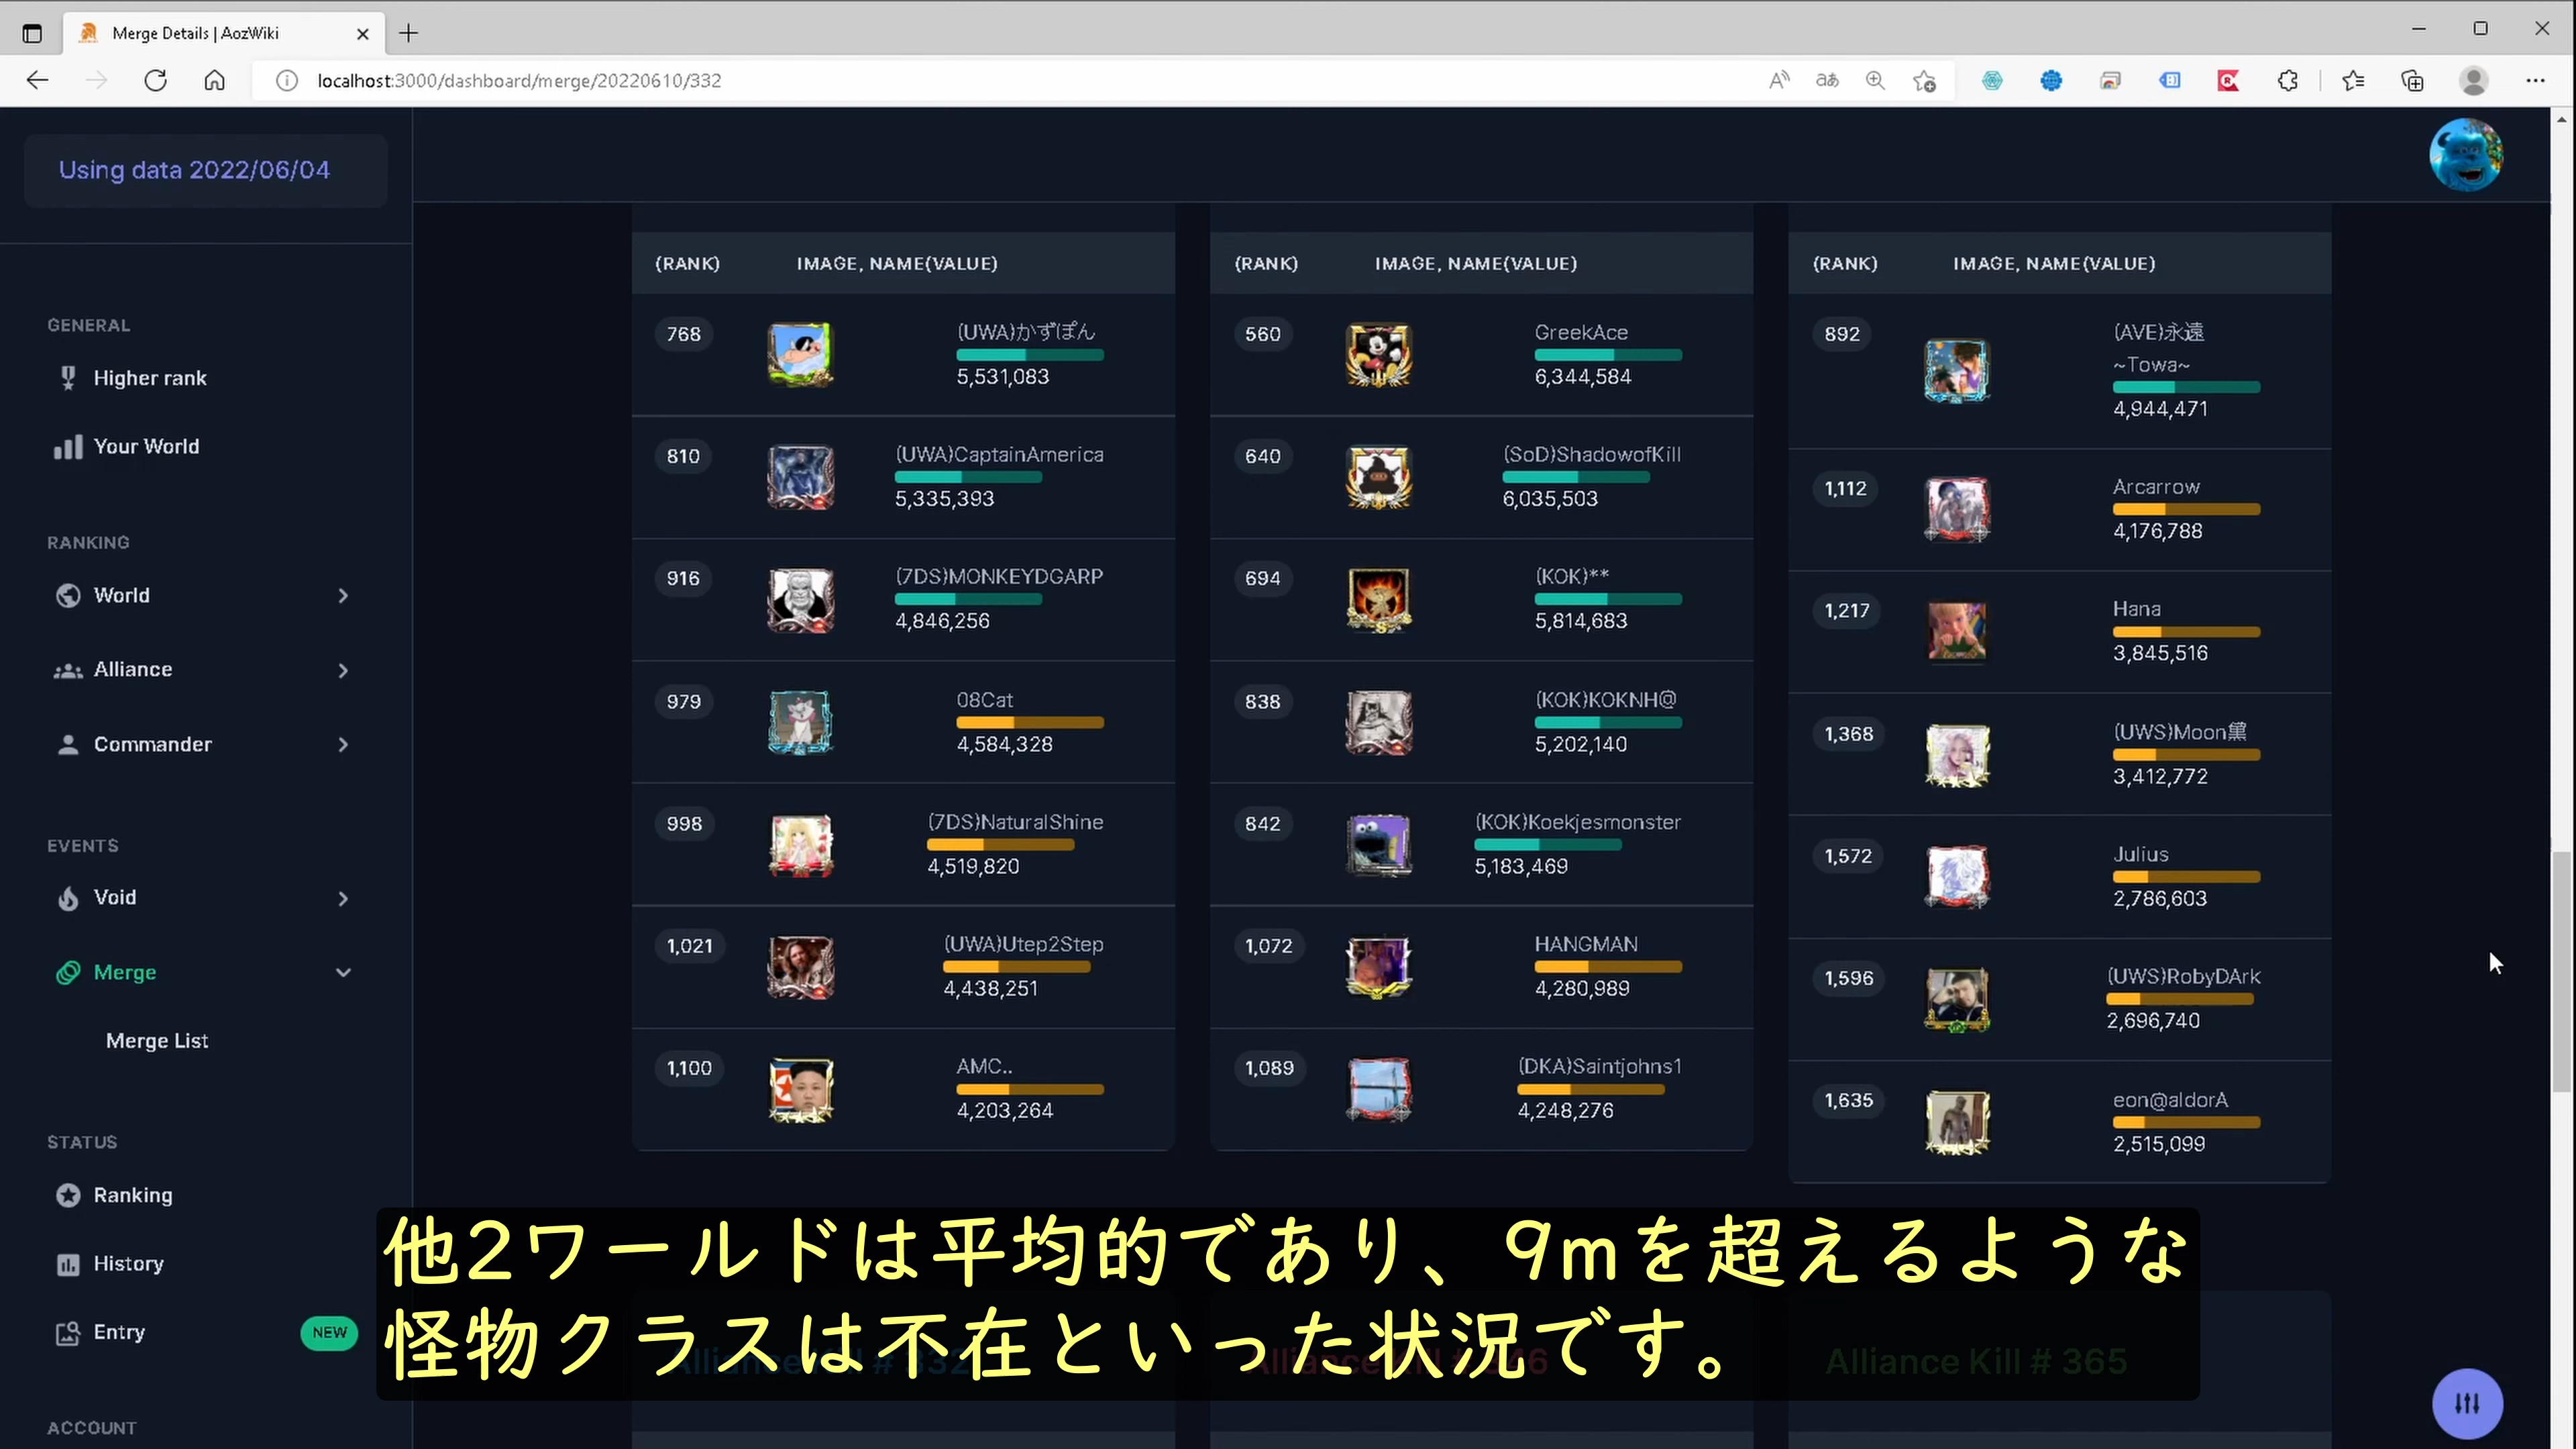 Merge Details | AozWiki
localhost:3000/dashboard/merge/20220610/332
Using data 2022/06/04
GENERAL
Higher rank
Your World
RANKING
World
Alliance
Commander
EVENTS
Void
Merge
Merge List
STATUS
Ranking
History
Entry
NEW
ACCOUNT
(RANK) IMAGE, NAME(VALUE)
768 (UWA)かずぽん
5,531,083
810 (UWA)CaptainAmerica
5,335,393
916 (7DS)MONKEYDGARP
4,846,256
979 08Cat
4,584,328
998 (7DS)NaturalShine
4,519,820
1,021 (UWA)Utep2Step
4,438,251
1,100 AMC..
4,203,264
(RANK) IMAGE, NAME(VALUE)
560 GreekAce
6,344,584
640 (SoD)ShadowofKill
6,035,503
694 (KOK)**
5,814,683
838 (KOK)KOKNH@
5,202,140
842 (KOK)Koekjesmonster
5,183,469
1,072 HANGMAN
4,280,989
1,089 (DKA)Saintjohns1
4,248,276
(RANK) IMAGE, NAME(VALUE)
892 (AVE)永遠
~Towa~
4,944,471
1,112 Arcarrow
4,176,788
1,217 Hana
3,845,516
1,368 (UWS)Moon黛
3,412,772
1,572 Julius
2,786,603
1,596 (UWS)RobyDArk
2,696,740
1,635 eon@aldorA
2,515,099
他2ワールドは平均的であり、9mを超えるような
怪物クラスは不在といった状況です。
Alliance Kill # 365